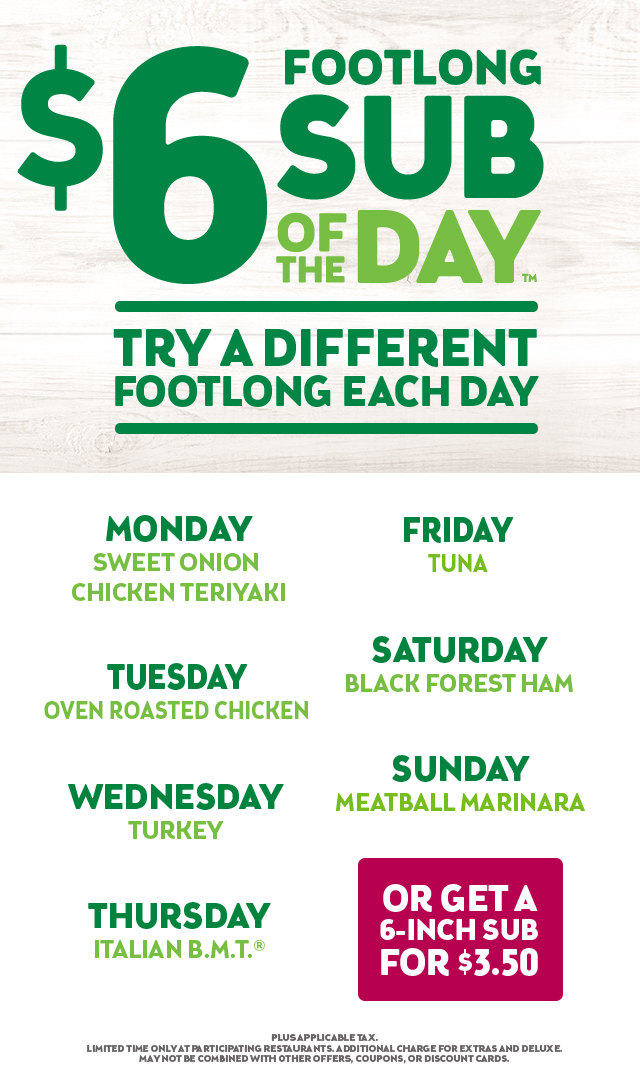 $6 FOOTLONG
SUB
OF THE DAY™
TRY A DIFFERENT
FOOTLONG EACH DAY
MONDAY
SWEET ONION
CHICKEN TERIYAKI
TUESDAY
OVEN ROASTED CHICKEN
WEDNESDAY
TURKEY
THURSDAY
ITALIAN B.M.T.®
FRIDAY
TUNA
SATURDAY
BLACK FOREST HAM
SUNDAY
MEATBALL MARINARA
OR GET A
6-INCH SUB
FOR $3.50
PLUS APPLICABLE TAX.
LIMITED TIME ONLY AT PARTICIPATING RESTAURANTS. ADDITIONAL CHARGE FOR EXTRAS AND DELUXE.
MAY NOT BE COMBINED WITH OTHER OFFERS, COUPONS, OR DISCOUNT CARDS.